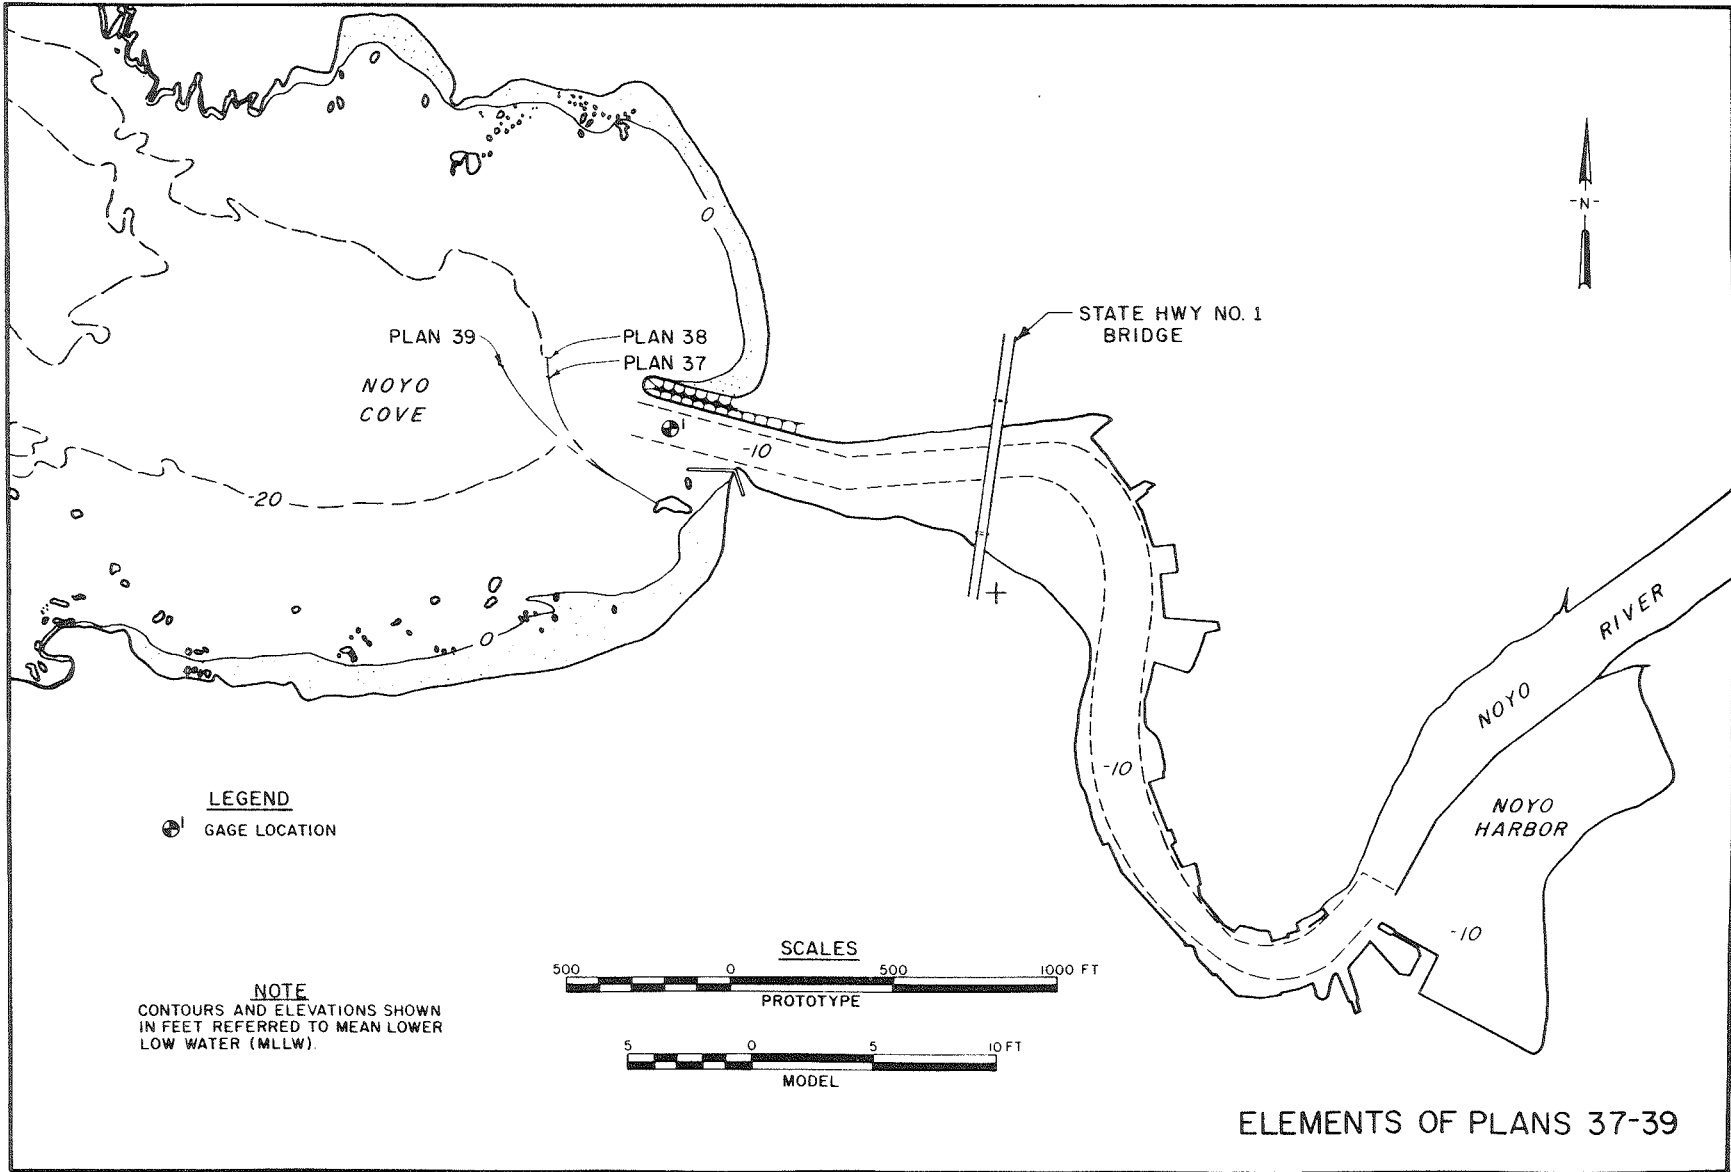 0
-N-
STATE HWY NO. 1
BRIDGE
PLAN 39
PLAN 38
PLAN 37
NOYO
COVE
1
-10
-20
0
RIVER
NOYO
-10
NOYO
HARBOR
-10
LEGEND
1 GAGE LOCATION
NOTE
CONTOURS AND ELEVATIONS SHOWN
IN FEET REFERRED TO MEAN LOWER
LOW WATER (MLLW).
SCALES
500 0 500 1000 FT
PROTOTYPE
5 0 5 10 FT
MODEL
ELEMENTS OF PLANS 37-39